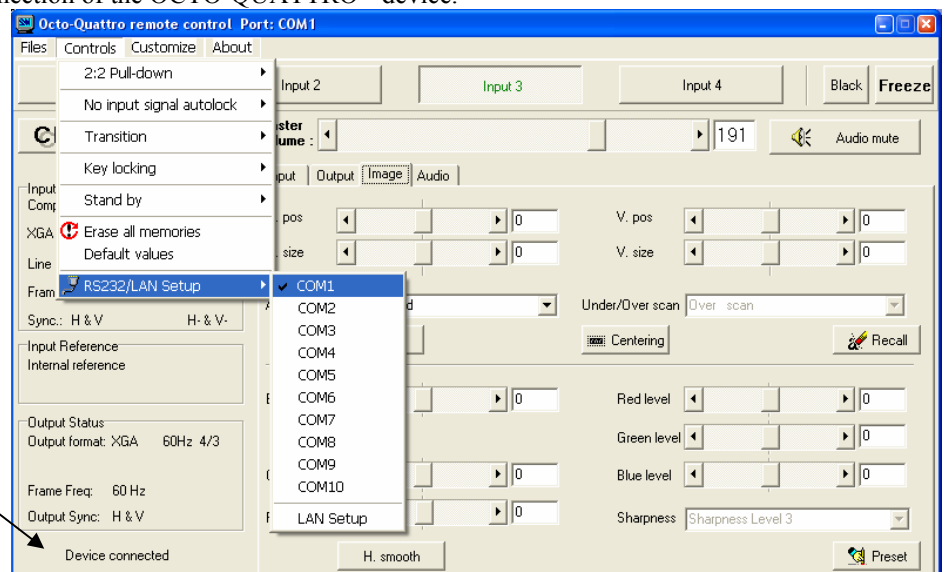 nection of the OCTO-QUATTRO device.
Octo-Quattro remote control Port: COM1
Files Controls Customize About
Input 2 Input 3 Input 4 Black Freeze
2:2 Pull-down
No input signal autolock
Transition
Key locking
Stand by
Erase all memories
Default values
RS232/LAN Setup
COM1
COM2
COM3
COM4
COM5
COM6
COM7
COM8
COM9
COM10
LAN Setup
191 Audio mute
Output Image Audio
Input
XGA
Line
Sync.: H & V H- & V-
Input Reference
Internal reference
Output Status
Output format: XGA 60Hz 4/3
Frame Freq: 60 Hz
Output Sync: H & V
Device connected
pos 0 V. pos 0
size 0 V. size 0
Under/Over scan Over scan
Centering Recall
0 Red level 0
Green level 0
0 Blue level 0
0 Sharpness Sharpness Level 3
H. smooth Preset